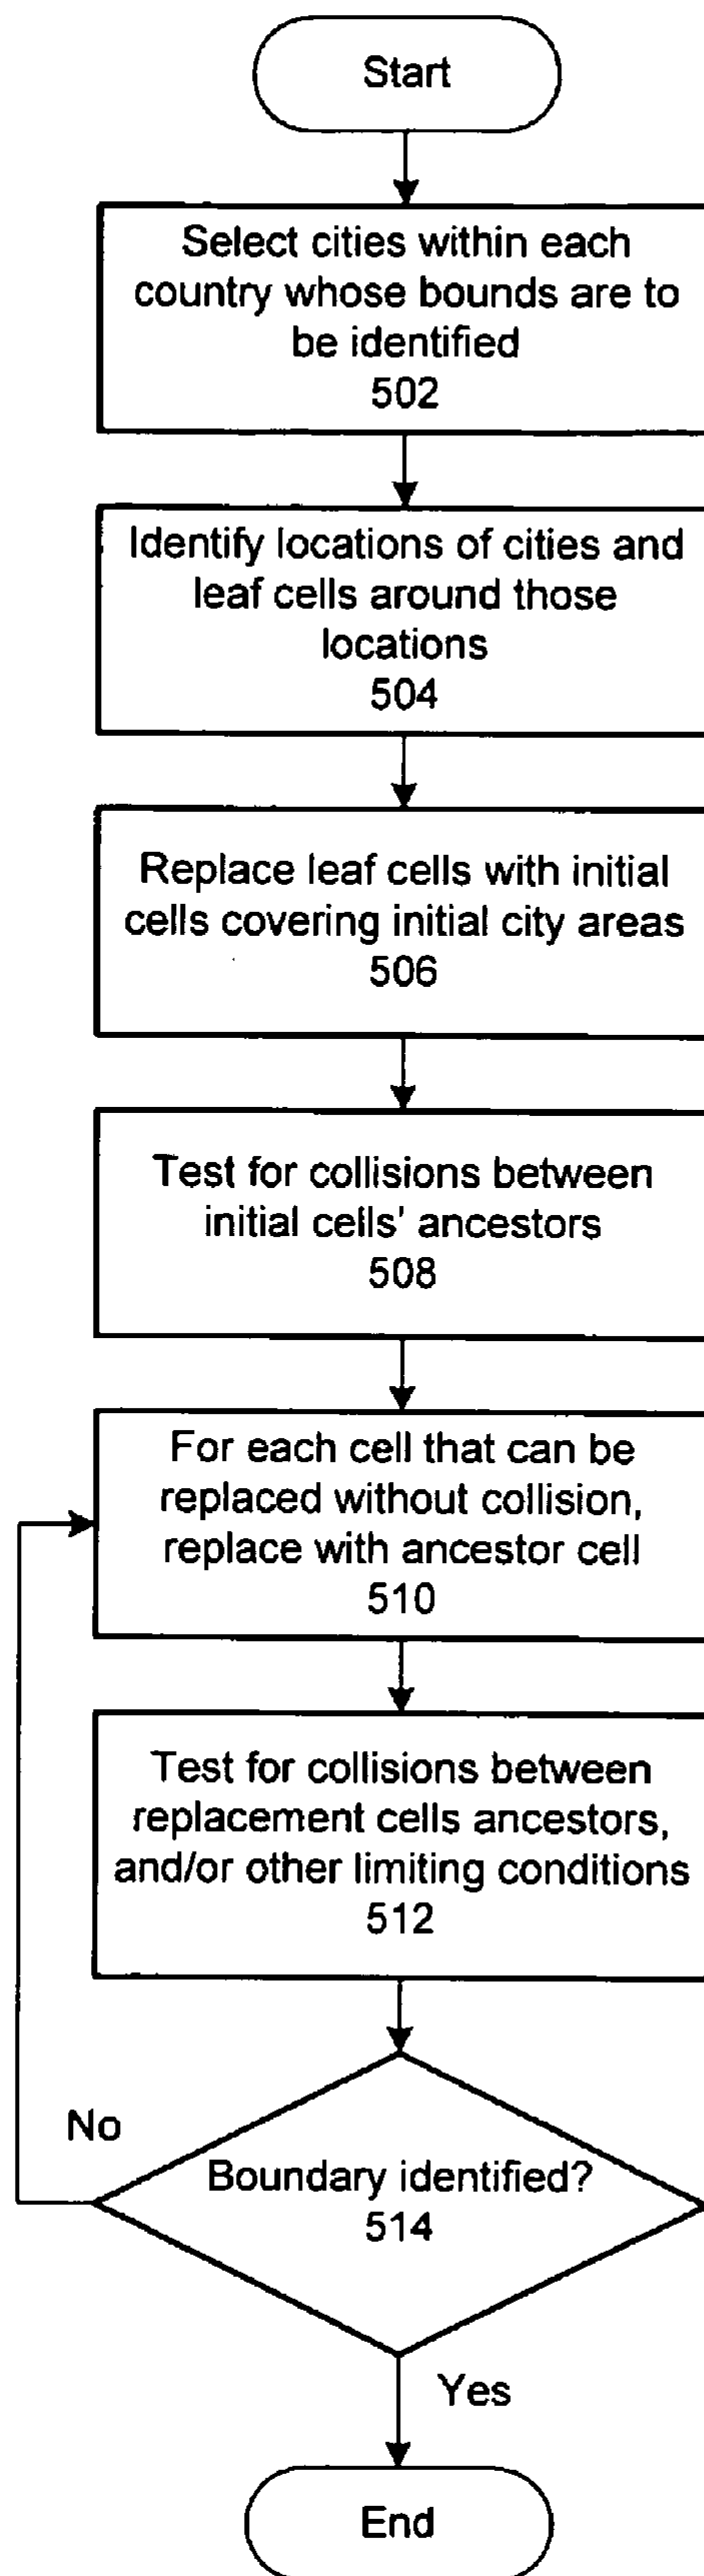 Start
Select cities within each
country whose bounds are to
be identified
502
Identify locations of cities and
leaf cells around those
locations
504
Replace leaf cells with initial
cells covering initial city areas
506
Test for collisions between
initial cells' ancestors
508
For each cell that can be
replaced without collision,
replace with ancestor cell
510
Test for collisions between
replacement cells ancestors,
and/or other limiting conditions
512
No
Boundary identified?
514
Yes
End